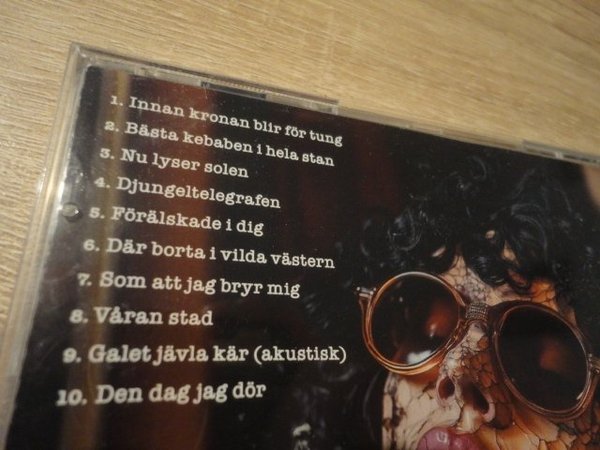 1. Innan kronan blir för tung
2. Bästa kebaben i hela stan
3. Nu lyser solen
4. Djungeltelegrafen
5. Förälskade i dig
6. Där borta i vilda västern
7. Som att jag bryr mig
8. Våran stad
9. Galet jävla kär (akustisk)
10. Den dag jag dör